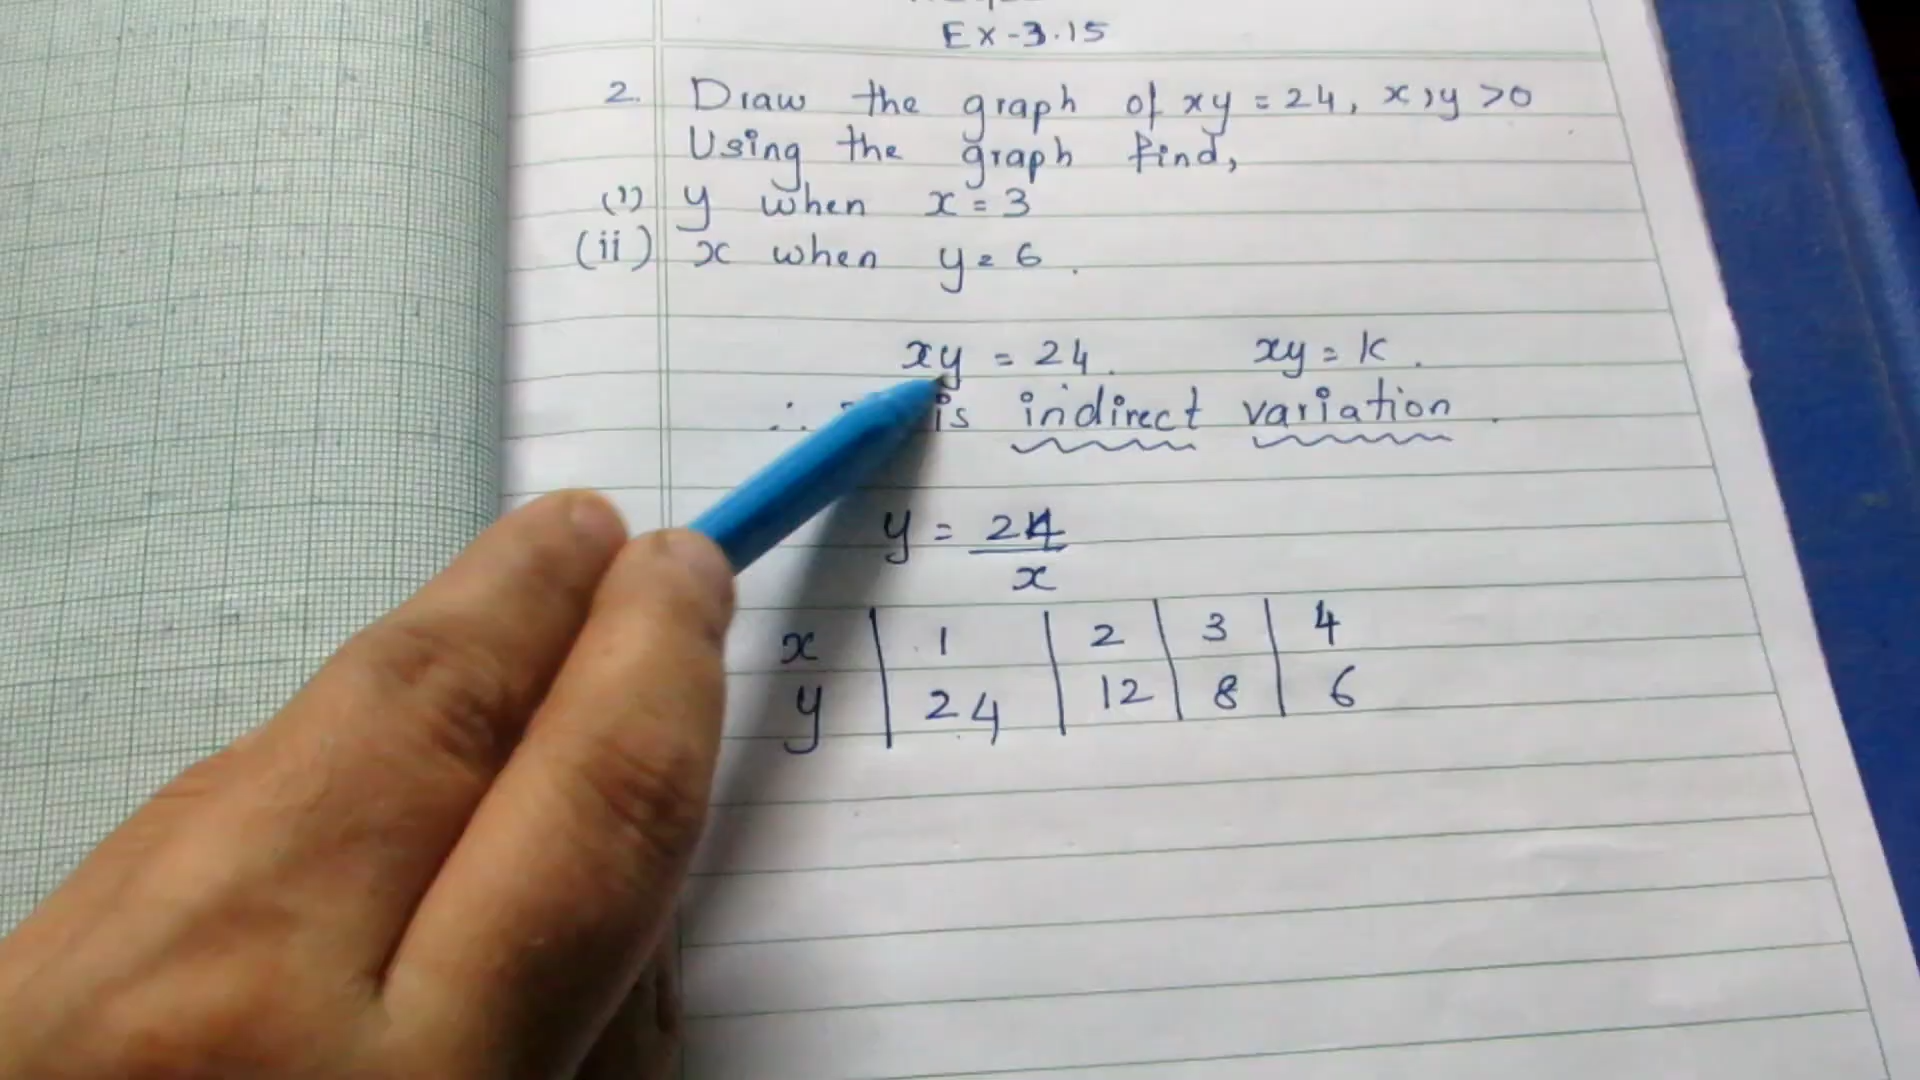 Ex-3.15
2. Draw the graph of xy = 24, x,y >0
Using the graph find,
(i) y when x = 3
(ii) x when y = 6.
xy = 24. xy = k.
∴ is indirect variation.
y = 24/x
x | 1 | 2 | 3 | 4
y | 24 | 12 | 8 | 6